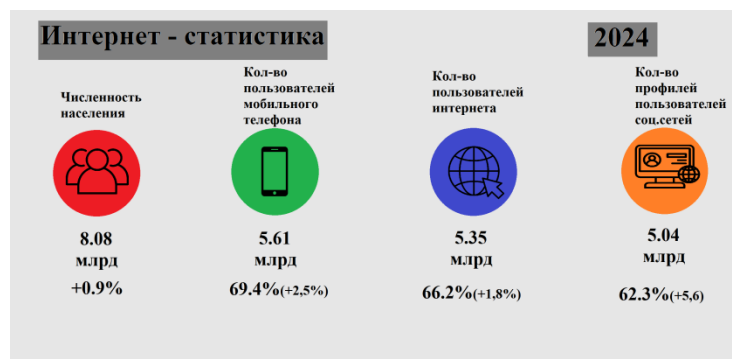 Интернет - статистика
2024
Численность
населения
Кол-во
пользователей
мобильного
телефона
Кол-во
пользователей
интернета
Кол-во
профилей
пользователей
соц.сетей
8.08
млрд
+0.9%
5.61
млрд
69.4%(+2,5%)
5.35
млрд
66.2%(+1,8%)
5.04
млрд
62.3%(+5,6)